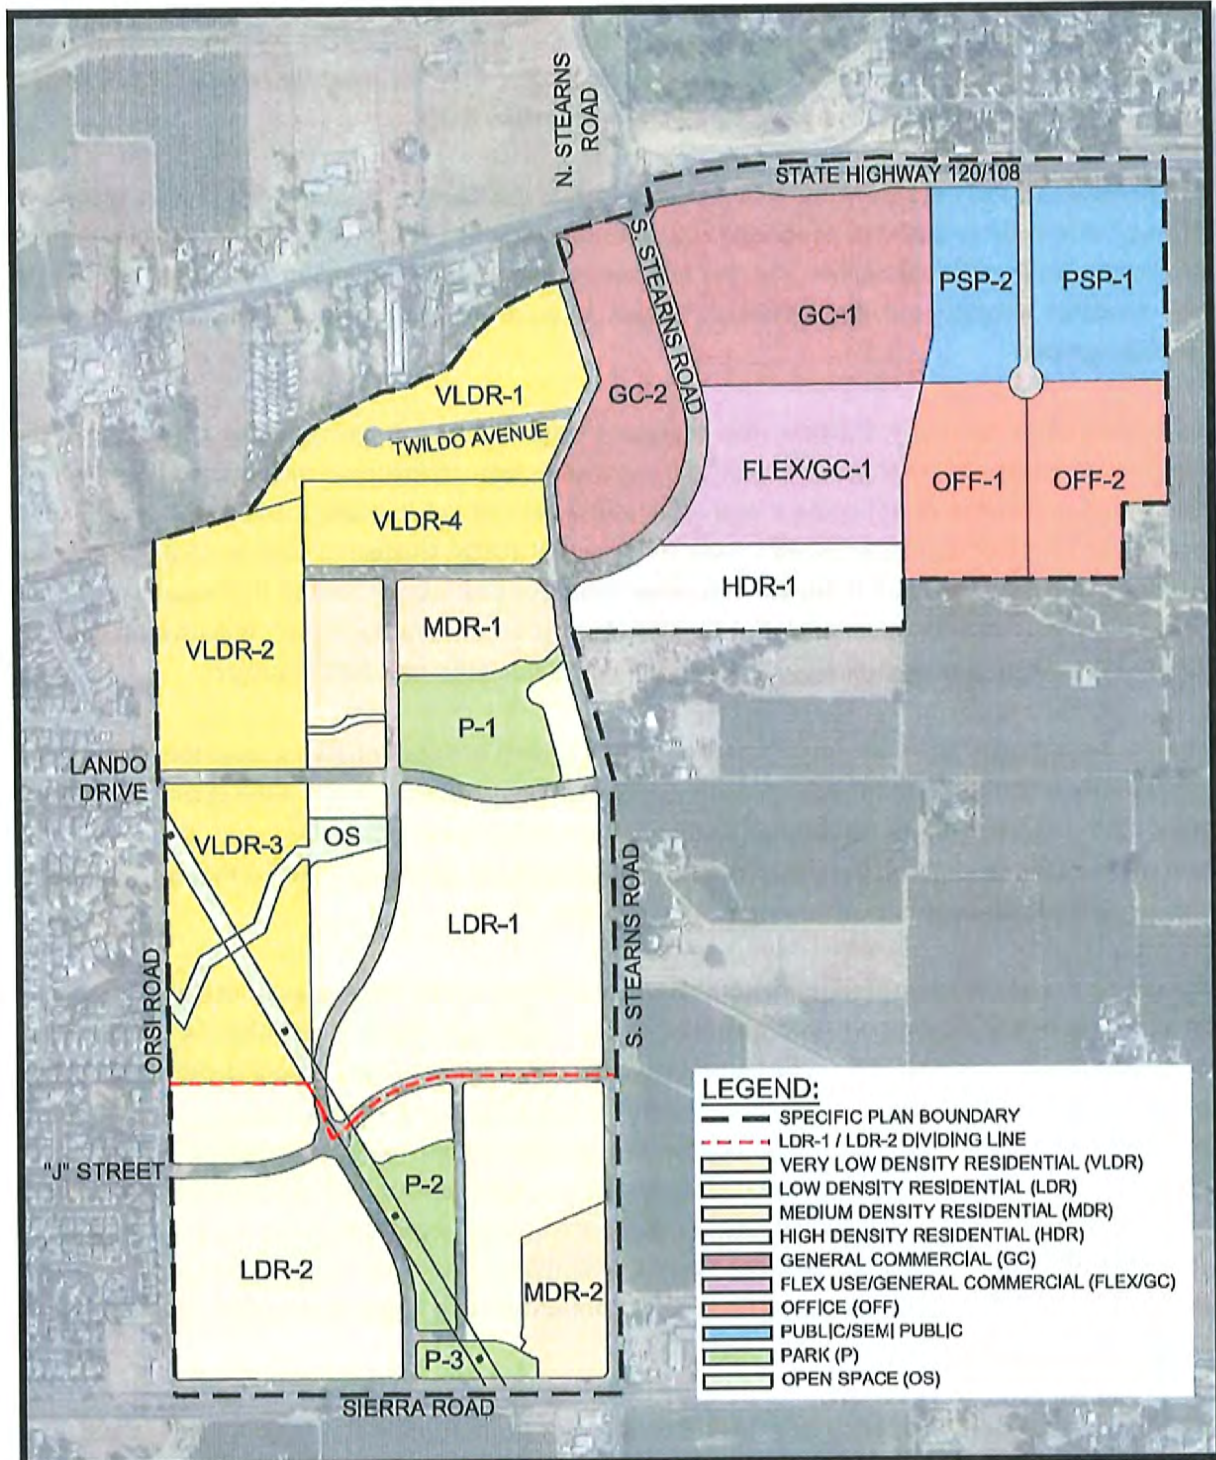 N. STEARNS
ROAD
STATE HIGHWAY 120/108
S. STEARNS ROAD
PSP-2
PSP-1
GC-1
VLDR-1
GC-2
TWILDO AVENUE
FLEX/GC-1
OFF-1
OFF-2
VLDR-4
HDR-1
MDR-1
VLDR-2
P-1
LANDO
DRIVE
VLDR-3
OS
LDR-1
S. STEARNS ROAD
ORSI ROAD
"J" STREET
P-2
LDR-2
MDR-2
P-3
SIERRA ROAD
LEGEND:
SPECIFIC PLAN BOUNDARY
LDR-1 / LDR-2 DIVIDING LINE
VERY LOW DENSITY RESIDENTIAL (VLDR)
LOW DENSITY RESIDENTIAL (LDR)
MEDIUM DENSITY RESIDENTIAL (MDR)
HIGH DENSITY RESIDENTIAL (HDR)
GENERAL COMMERCIAL (GC)
FLEX USE/GENERAL COMMERCIAL (FLEX/GC)
OFFICE (OFF)
PUBLIC/SEMI PUBLIC
PARK (P)
OPEN SPACE (OS)